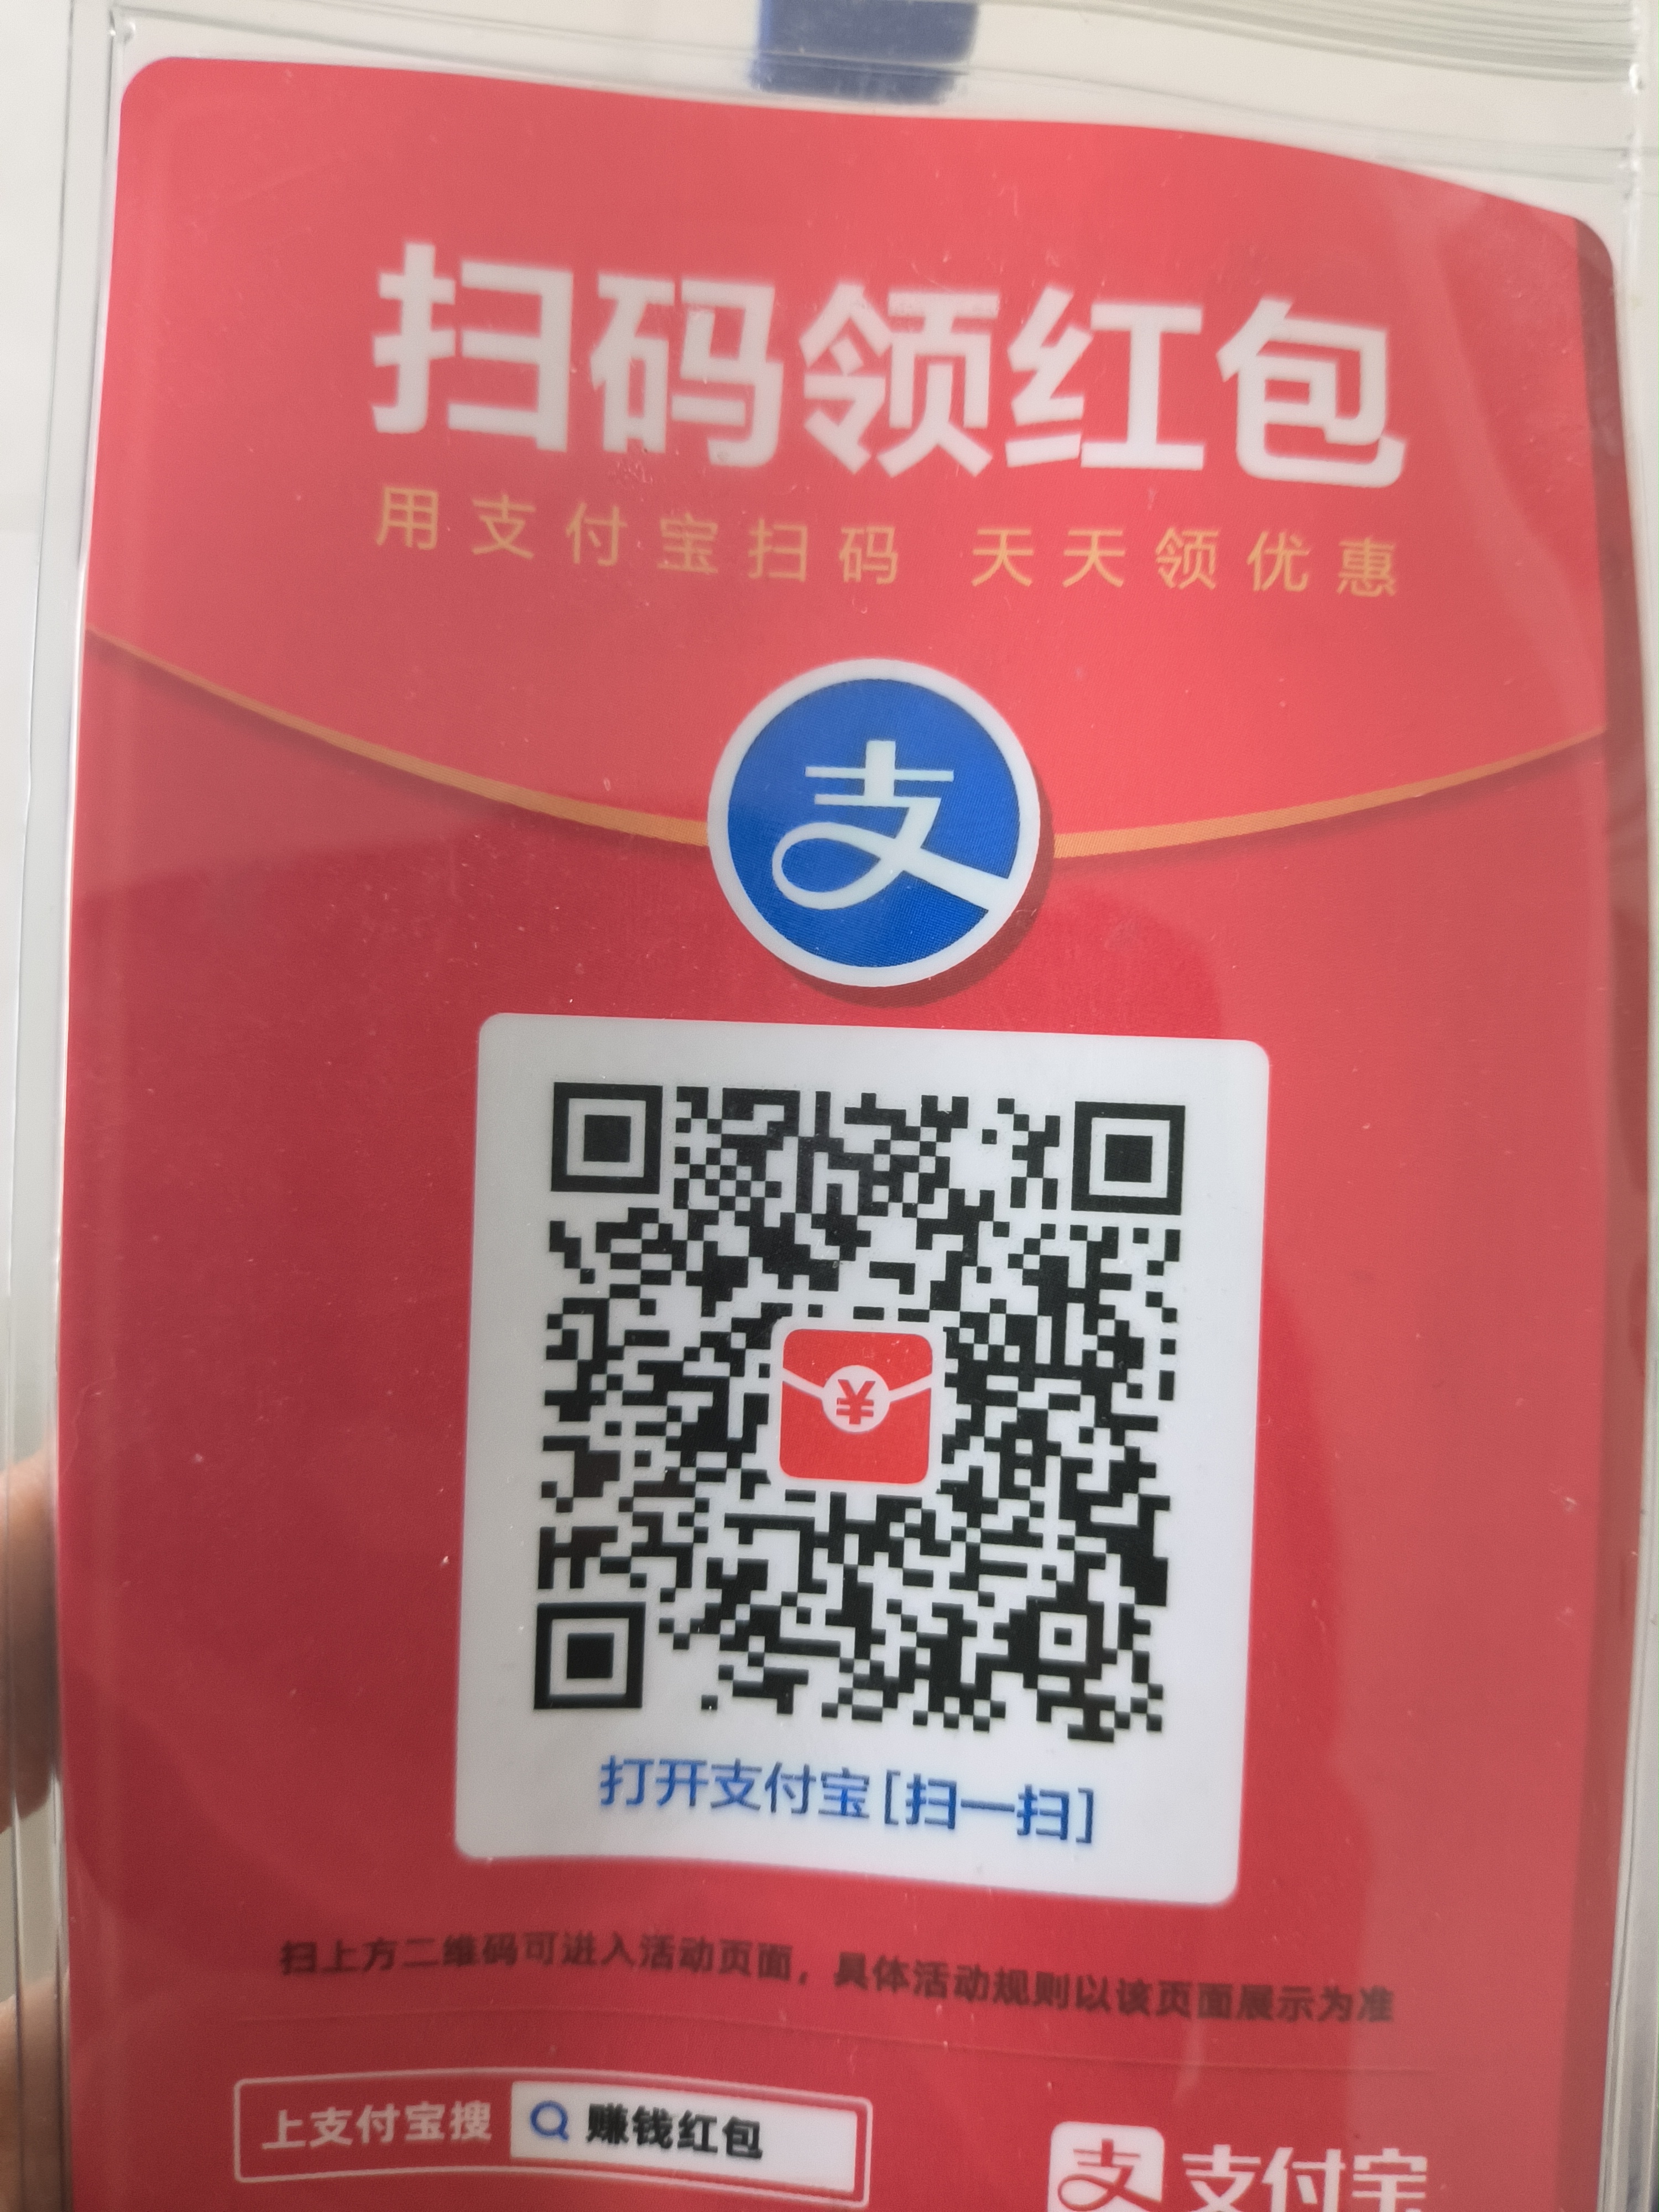 扫码领红包
用支付宝扫码 天天领优惠
支
¥
打开支付宝[扫一扫]
扫上方二维码可进入活动页面，具体活动规则以该页面展示为准
上支付宝搜 赚钱红包
支 支付宝